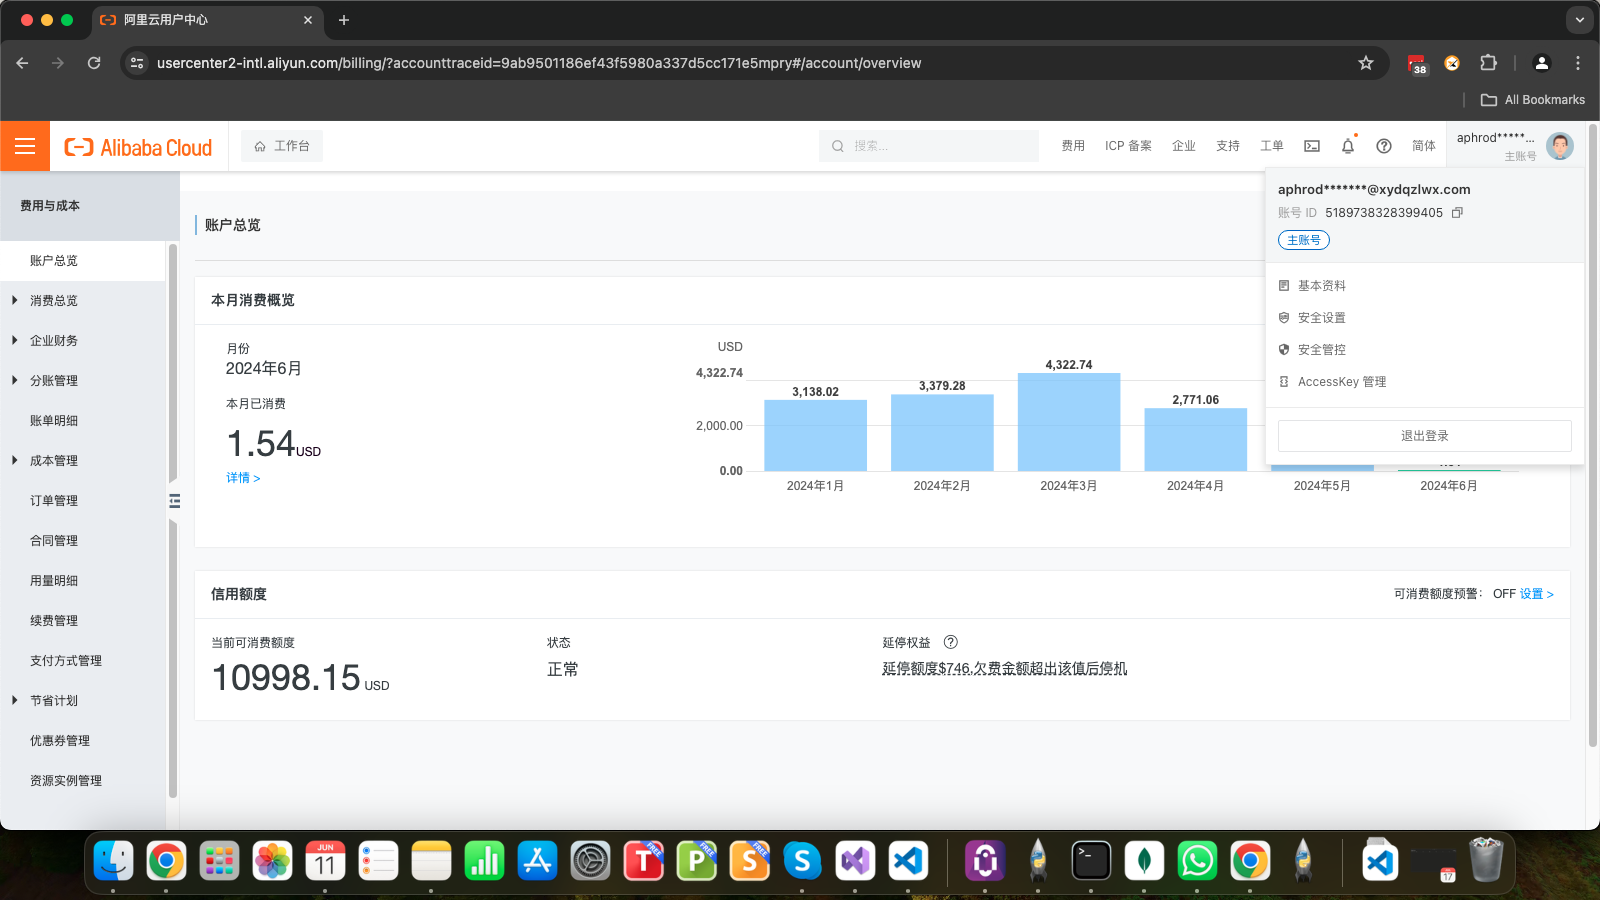 阿里云用户中心
usercenter2-intl.aliyun.com/billing/?accounttraceid=9ab9501186ef43f5980a337d5cc171e5mpry#/account/overview
38
All Bookmarks
Alibaba Cloud
工作台
搜索...
费用
ICP 备案
企业
支持
工单
简体
aphrod*****...
主账号
aphrod*******@xydqzlwx.com
账号 ID 5189738328399405
主账号
基本资料
安全设置
安全管控
AccessKey 管理
退出登录
费用与成本
账户总览
消费总览
企业财务
分账管理
账单明细
成本管理
订单管理
合同管理
用量明细
续费管理
支付方式管理
节省计划
优惠券管理
资源实例管理
账户总览
本月消费概览
月份
2024年6月
本月已消费
1.54USD
详情 >
USD
4,322.74
2,000.00
0.00
3,138.02
3,379.28
4,322.74
2,771.06
2024年1月
2024年2月
2024年3月
2024年4月
2024年5月
2024年6月
信用额度
可消费额度预警： OFF 设置 >
当前可消费额度
10998.15 USD
状态
正常
延停权益
延停额度$746,欠费金额超出该值后停机
JUN
11
T
FREE
P
FREE
S
FREE
S
17